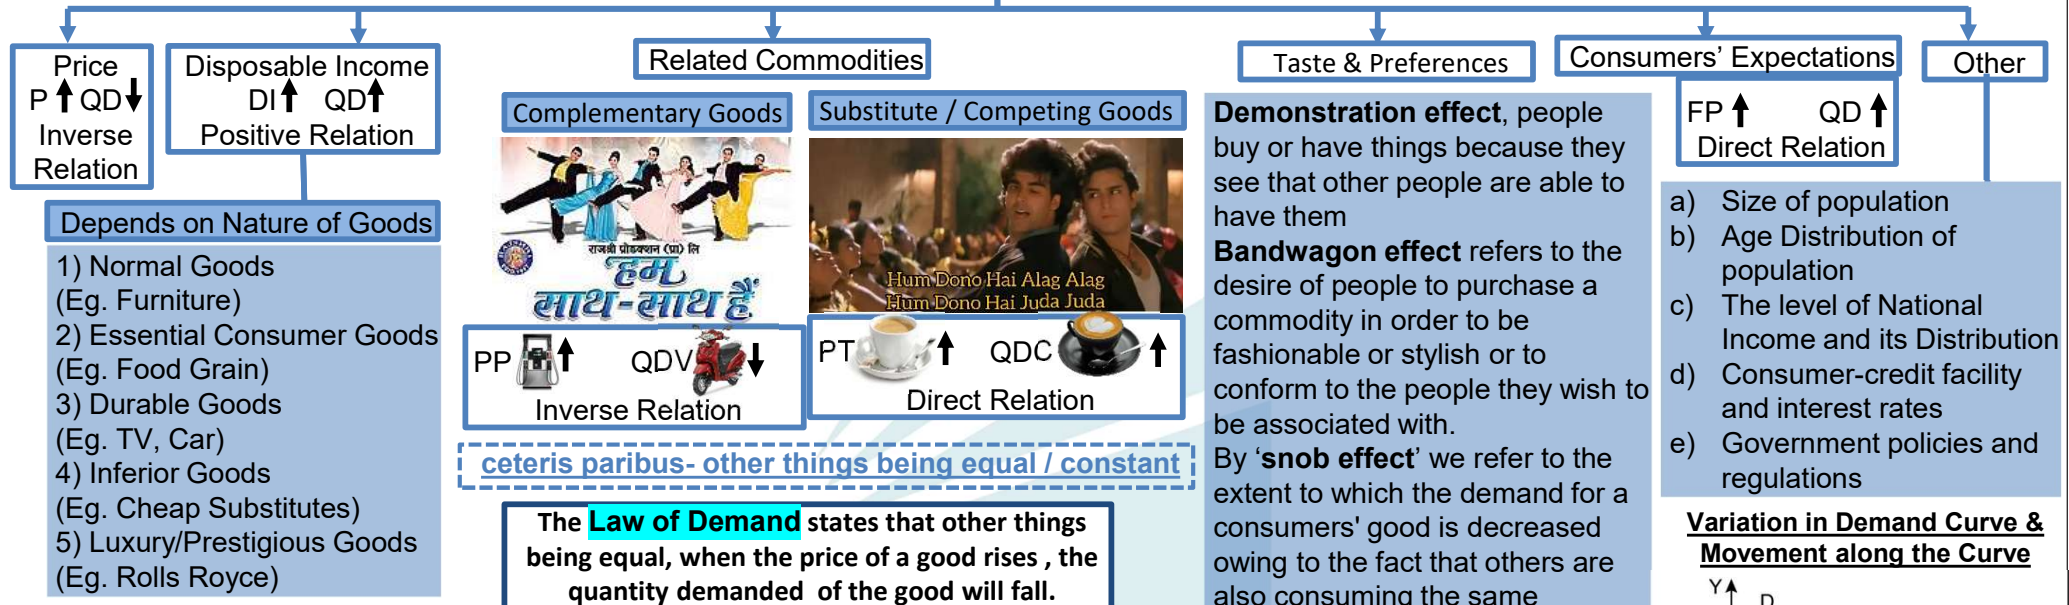 Price
P QD
Inverse
Relation
Disposable Income
DI QD
Positive Relation
Depends on Nature of Goods
1) Normal Goods
(Eg. Furniture)
2) Essential Consumer Goods
(Eg. Food Grain)
3) Durable Goods
(Eg. TV, Car)
4) Inferior Goods
(Eg. Cheap Substitutes)
5) Luxury/Prestigious Goods
(Eg. Rolls Royce)
Related Commodities
Complementary Goods
राजश्री प्रोडक्शन (प्रा) लि
हम
साथ-साथ हैं
PP QDV
Inverse Relation
Substitute / Competing Goods
Hum Dono Hai Alag Alag
Hum Dono Hai Juda Juda
PT QDC
Direct Relation
ceteris paribus- other things being equal / constant
The Law of Demand states that other things
being equal, when the price of a good rises , the
quantity demanded of the good will fall.
Taste & Preferences
Demonstration effect, people
buy or have things because they
see that other people are able to
have them
Bandwagon effect refers to the
desire of people to purchase a
commodity in order to be
fashionable or stylish or to
conform to the people they wish to
be associated with.
By ‘snob effect’ we refer to the
extent to which the demand for a
consumers' good is decreased
owing to the fact that others are
also consuming the same
Consumers’ Expectations
FP QD
Direct Relation
Other
a) Size of population
b) Age Distribution of
population
c) The level of National
Income and its Distribution
d) Consumer-credit facility
and interest rates
e) Government policies and
regulations
Variation in Demand Curve &
Movement along the Curve
Y
D